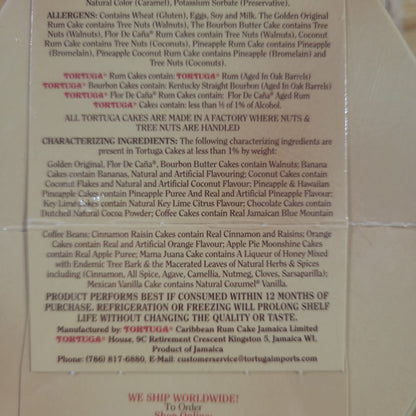 Natural Color (Caramel), Potassium Sorbate (Preservative).
ALLERGENS: Contains Wheat (Gluten), Eggs, Soy and Milk. The Golden Original
Rum Cake contains Tree Nuts (Walnuts), The Bourbon Butter Cake contains Tree
Nuts (Walnuts), Flor De Caña® Rum Cakes contain Tree Nuts (Walnuts), Coconut
Rum Cakes contain Tree Nuts (Coconuts), Pineapple Rum Cakes contain Pineapple
(Bromelain), Pineapple Coconut Rum Cakes contain Pineapple (Bromelain) and
Tree Nuts (Coconuts).
TORTUGA® Rum Cakes contain: TORTUGA® Rum (Aged In Oak Barrels)
TORTUGA® Bourbon Cakes contain: Kentucky Straight Bourbon (Aged In Oak Barrels)
TORTUGA® Flor De Caña® Rum Cakes contain: Flor De Caña® Aged Rum
TORTUGA® Cakes contain: less than ½ of 1% of Alcohol.
ALL TORTUGA CAKES ARE MADE IN A FACTORY WHERE NUTS &
TREE NUTS ARE HANDLED
CHARACTERIZING INGREDIENTS: The following characterizing ingredients are
present in Tortuga Cakes at less than 1% by weight:
Golden Original, Flor De Caña®, Bourbon Butter Cakes contain Walnuts; Banana
Cakes contain Bananas, Natural and Artificial Flavouring; Coconut Cakes contain
Coconut Flakes and Natural and Artificial Coconut Flavour; Pineapple & Hawaiian
Pineapple Cakes contain Pineapple Puree And Real and Artificial Pineapple Flavour;
Key Lime Cakes contain Natural Key Lime Citrus Flavour; Chocolate Cakes contain
Dutched Natural Cocoa Powder; Coffee Cakes contain Real Jamaican Blue Mountain
Coffee Beans; Cinnamon Raisin Cakes contain Real Cinnamon and Raisins; Orange
Cakes contain Real and Artificial Orange Flavour; Apple Pie Moonshine Cakes
contain Real Apple Puree; Mama Juana Cake contains A Liqueur of Honey Mixed
with Endemic Tree Bark & the Macerated Leaves of Natural Herbs & Spices
including (Cinnamon, All Spice, Agave, Camellia, Nutmeg, Cloves, Sarsaparilla);
Mexican Vanilla Cake contains Natural Cozumel® Vanilla.
PRODUCT PERFORMS BEST IF CONSUMED WITHIN 12 MONTHS OF
PURCHASE. REFRIGERATION OR FREEZING WILL PROLONG SHELF
LIFE WITHOUT CHANGING THE QUALITY OR TASTE.
Manufactured by: TORTUGA® Caribbean Rum Cake Jamaica Limited
TORTUGA® House, 9C Retirement Crescent Kingston 5, Jamaica WI.
Product of Jamaica
Phone: (786) 817-6880, E-Mail: customerservice@tortugaimports.com
WE SHIP WORLDWIDE!
To Order
Shop Online: